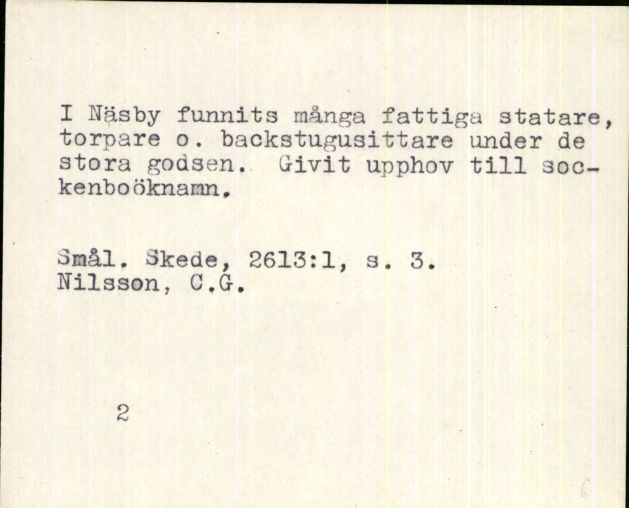 I Näsby funnits många fattiga statare,
torpare o. backstugusittare under de
stora godsen. Givit upphov till soc-
kenboöknamn.
Smål. Skede, 2613:1, s. 3.
Nilsson, C.G.
2